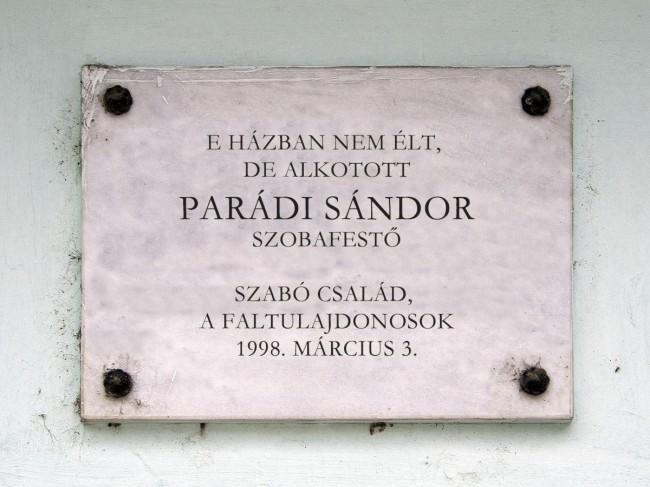 E HÁZBAN NEM ÉLT,
DE ALKOTOTT
PARÁDI SÁNDOR
SZOBAFESTŐ
SZABÓ CSALÁD,
A FALTULAJDONOSOK
1998. MÁRCIUS 3.